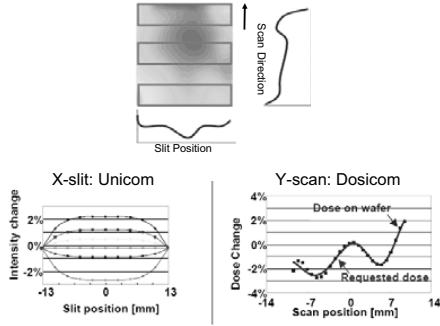 Scan Direction
Slit Position
X-slit: Unicom
Intensity change
2%
0%
-2%
-13 0 13
Slit position [mm]
Y-scan: Dosicom
Dose Change
4%
2%
0%
-2%
-4%
Dose on wafer
Requested dose
-14 -7 0 7 14
Scan position [mm]